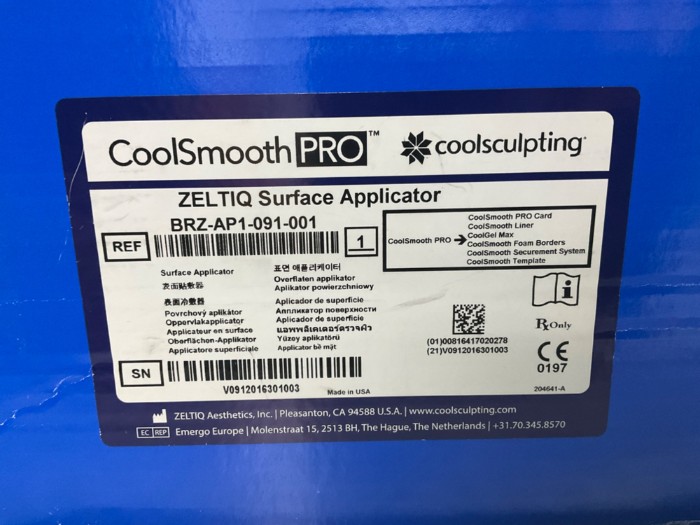 CoolSmooth PRO™ coolsculpting
ZELTIQ Surface Applicator
BRZ-AP1-091-001
REF 1
CoolSmooth PRO → CoolSmooth PRO Card
CoolSmooth Liner
CoolGel Max
CoolSmooth Foam Borders
CoolSmooth Securement System
CoolSmooth Template
Surface Applicator
表面贴敷器
表面冷敷器
Povrchový aplikátor
Oppervlakapplicator
Applicateur en surface
Oberflächen-Applikator
Applicatore superficiale
표면 애플리케이터
Overflaten applikator
Aplikator powierzchniowy
Aplicador de superfície
Аппликатор поверхности
Aplicador de superficie
แอพพลิเคเตอร์ตรวจผิว
Yüzey aplikatörü
Applicator bề mặt
(01)00816417020278
(21)V0912016301003
i
Rx Only
CE
0197
SN
V0912016301003
Made in USA
204641-A
ZELTIQ Aesthetics, Inc. | Pleasanton, CA 94588 U.S.A. | www.coolsculpting.com
EC REP Emergo Europe | Molenstraat 15, 2513 BH, The Hague, The Netherlands | +31.70.345.8570